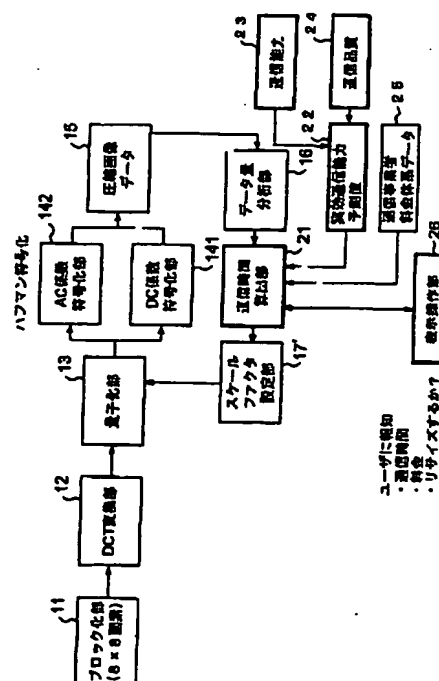 11
ブロック化部
(8×8画素)
12
DCT変換部
13
量子化部
ハフマン符号化
142
AC係数
符号化部
DC係数
符号化部
141
15
圧縮画像
データ
16
データ量
分析部
21
通信時間
算出部
17'
スケール
ファクタ
設定部
23
通信能力
24
通信品質
22
実効通信能力
予測値
25
通信事業者
料金体系データ
26
表示操作部
ユーザに報知
・通信時間
・料金
・リサイズするか?